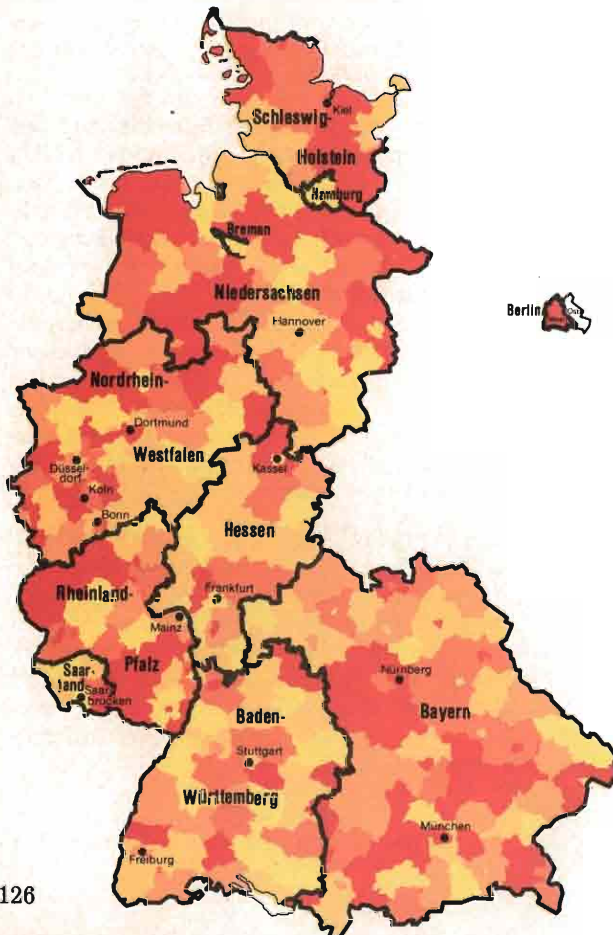 Kiel
Schleswig-
Holstein
Hamburg
Bremen
Niedersachsen
Hannover
Berlin
Nordrhein-
Dortmund
Westfalen
Düssel-
dorf
Köln
Bonn
Kassel
Hessen
Rheinland-
Frankfurt
Mainz
Pfalz
Saar-
land
Saar-
brücken
Nürnberg
Bayern
Baden-
Stuttgart
Württemberg
München
Freiburg
126